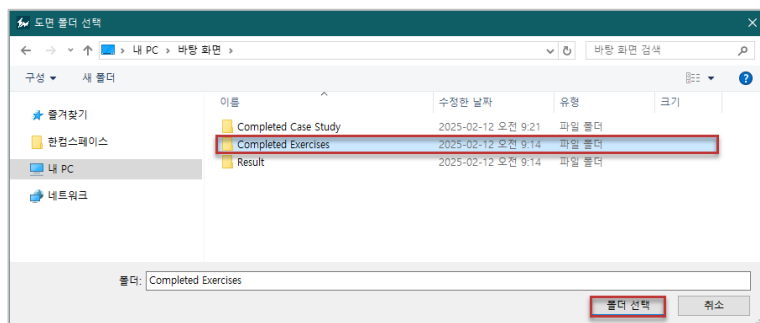 도면 폴더 선택
내 PC › 바탕 화면 ›
바탕 화면 검색
구성
새 폴더
이름 수정한 날짜 유형 크기
즐겨찾기
한컴스페이스
내 PC
네트워크
Completed Case Study 2025-02-12 오전 9:21 파일 폴더
Completed Exercises 2025-02-12 오전 9:14 파일 폴더
Result 2025-02-12 오전 9:14 파일 폴더
폴더: Completed Exercises
폴더 선택 취소